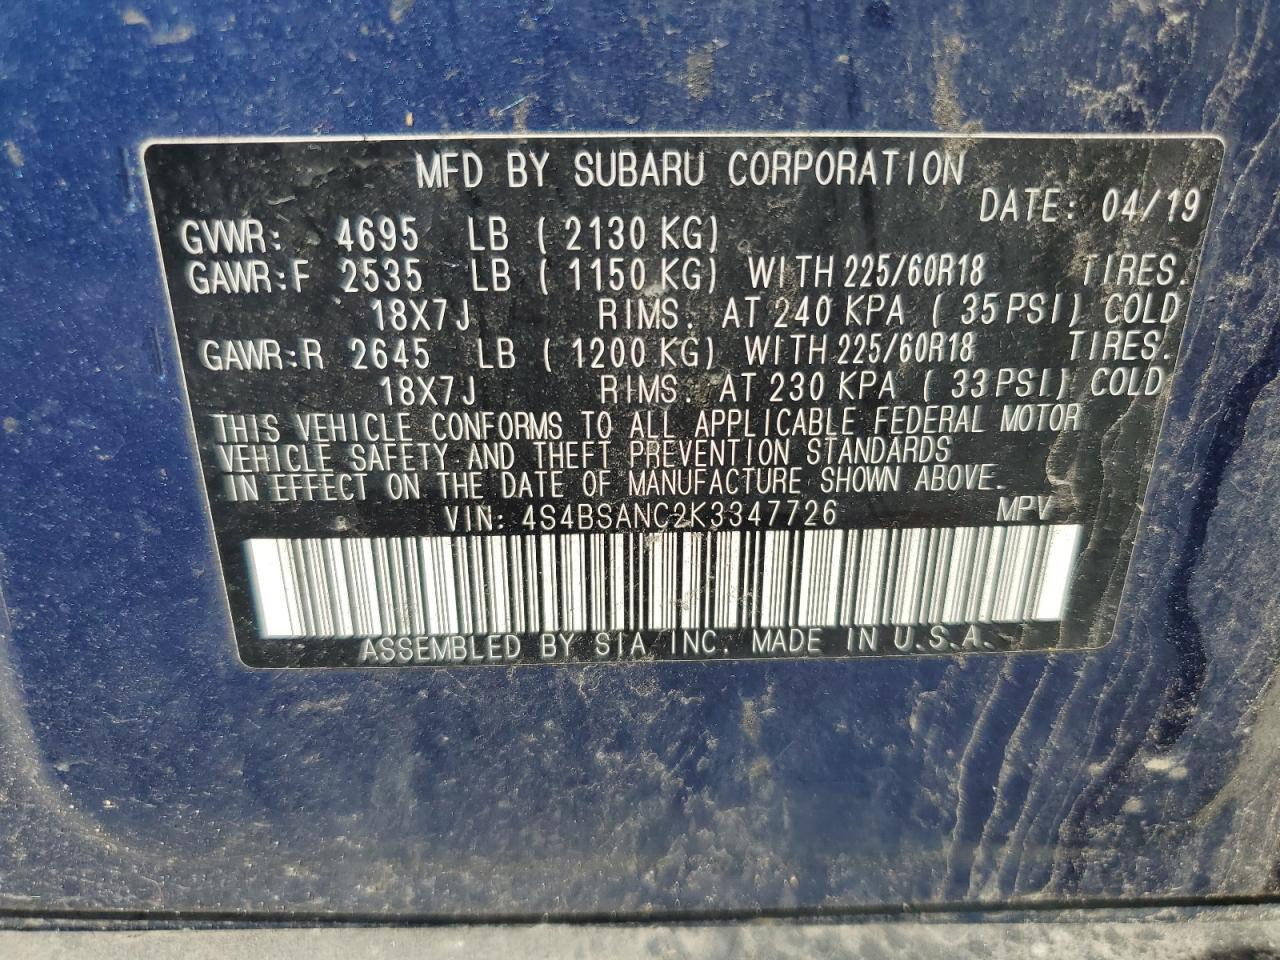 MFD BY SUBARU CORPORATION
DATE: 04/19
GVWR: 4695 LB ( 2130 KG)
GAWR:F 2535 LB ( 1150 KG) WITH 225/60R18 TIRES.
18X7J RIMS. AT 240 KPA ( 35 PSI) COLD
GAWR:R 2645 LB ( 1200 KG) WITH 225/60R18 TIRES.
18X7J RIMS. AT 230 KPA ( 33 PSI) COLD
THIS VEHICLE CONFORMS TO ALL APPLICABLE FEDERAL MOTOR
VEHICLE SAFETY AND THEFT PREVENTION STANDARDS
IN EFFECT ON THE DATE OF MANUFACTURE SHOWN ABOVE.
VIN: 4S4BSANC2K3347726 MPV
ASSEMBLED BY SIA INC. MADE IN U.S.A.